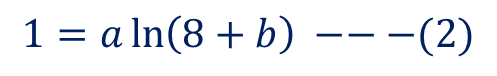 1 = a ln(8 + b) −− −(2)